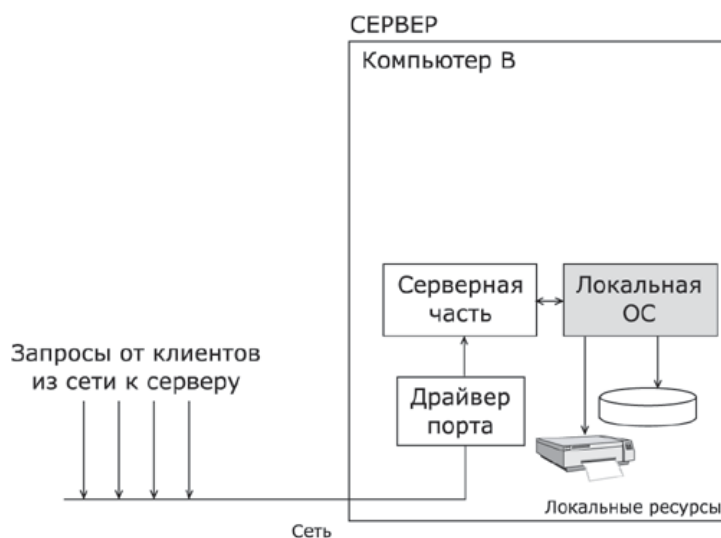 СЕРВЕР
Компьютер В
Серверная
часть
Локальная
ОС
Запросы от клиентов
из сети к серверу
Драйвер
порта
Локальные ресурсы
Сеть